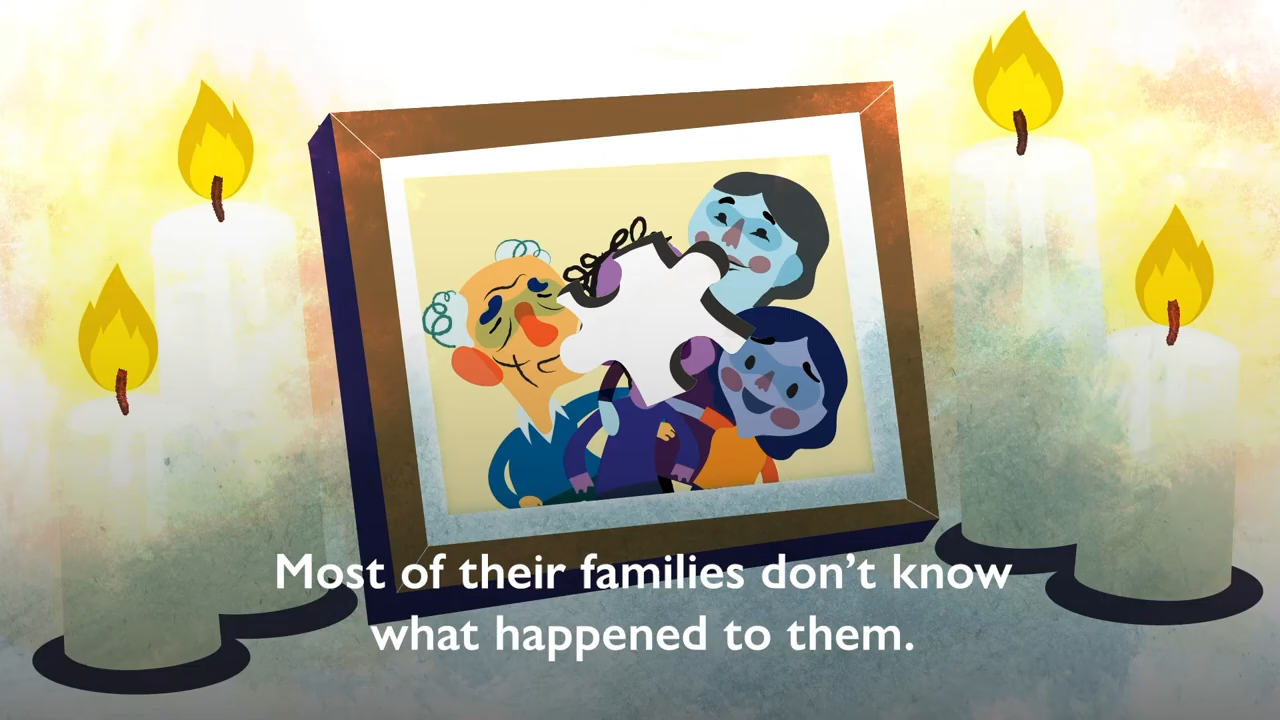 Most of their families don’t know
what happened to them.